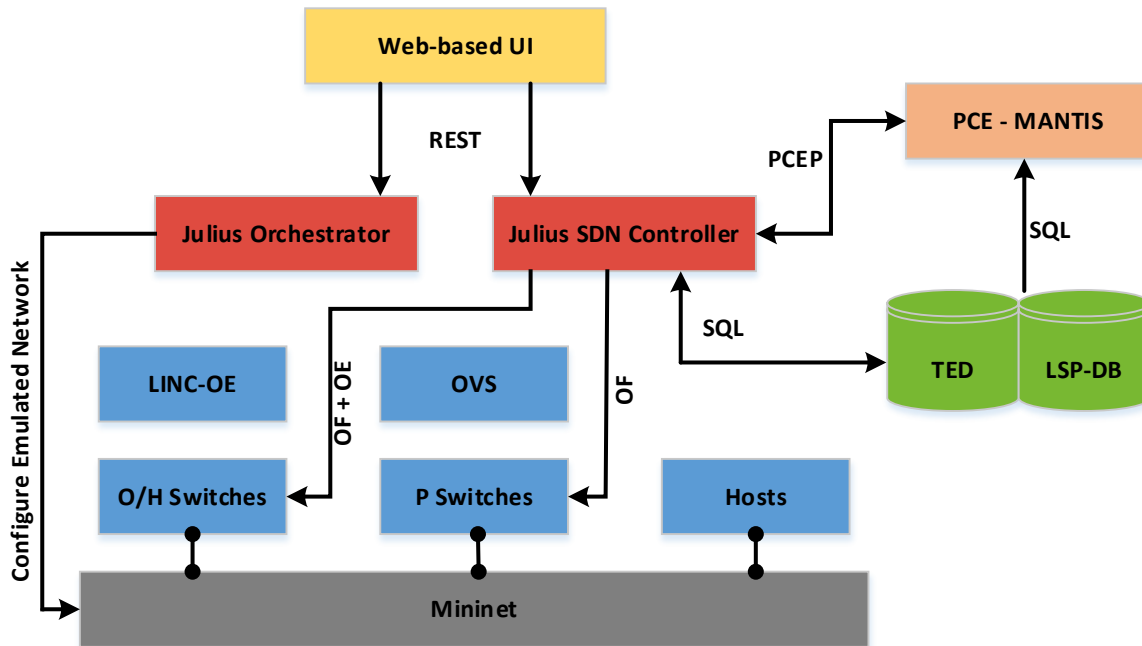 Web-based UI
PCE - MANTIS
REST
PCEP
Julius Orchestrator
Julius SDN Controller
SQL
SQL
TED
LSP-DB
LINC-OE
OVS
OF + OE
OF
Configure Emulated Network
O/H Switches
P Switches
Hosts
Mininet